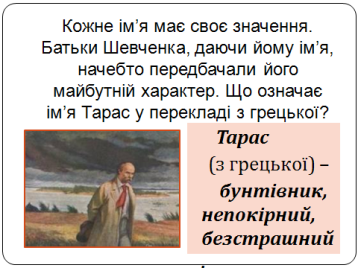 Кожне ім’я має своє значення.
Батьки Шевченка, даючи йому ім’я,
начебто передбачали його
майбутній характер. Що означає
ім’я Тарас у перекладі з грецької?
Тарас
(з грецької) –
бунтівник,
непокірний,
безстрашний